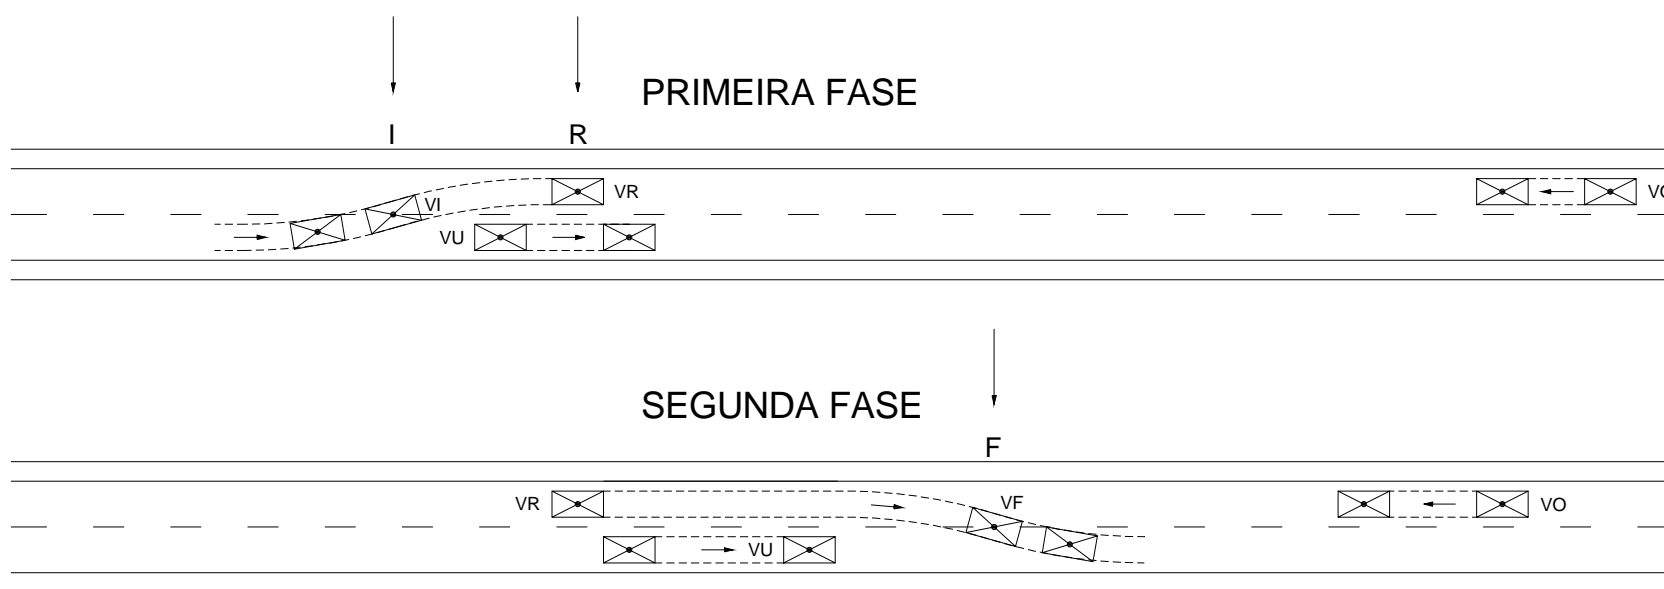 PRIMEIRA FASE
I R
VR
VI
VU
SEGUNDA FASE
F
VR
VF
VO
VU